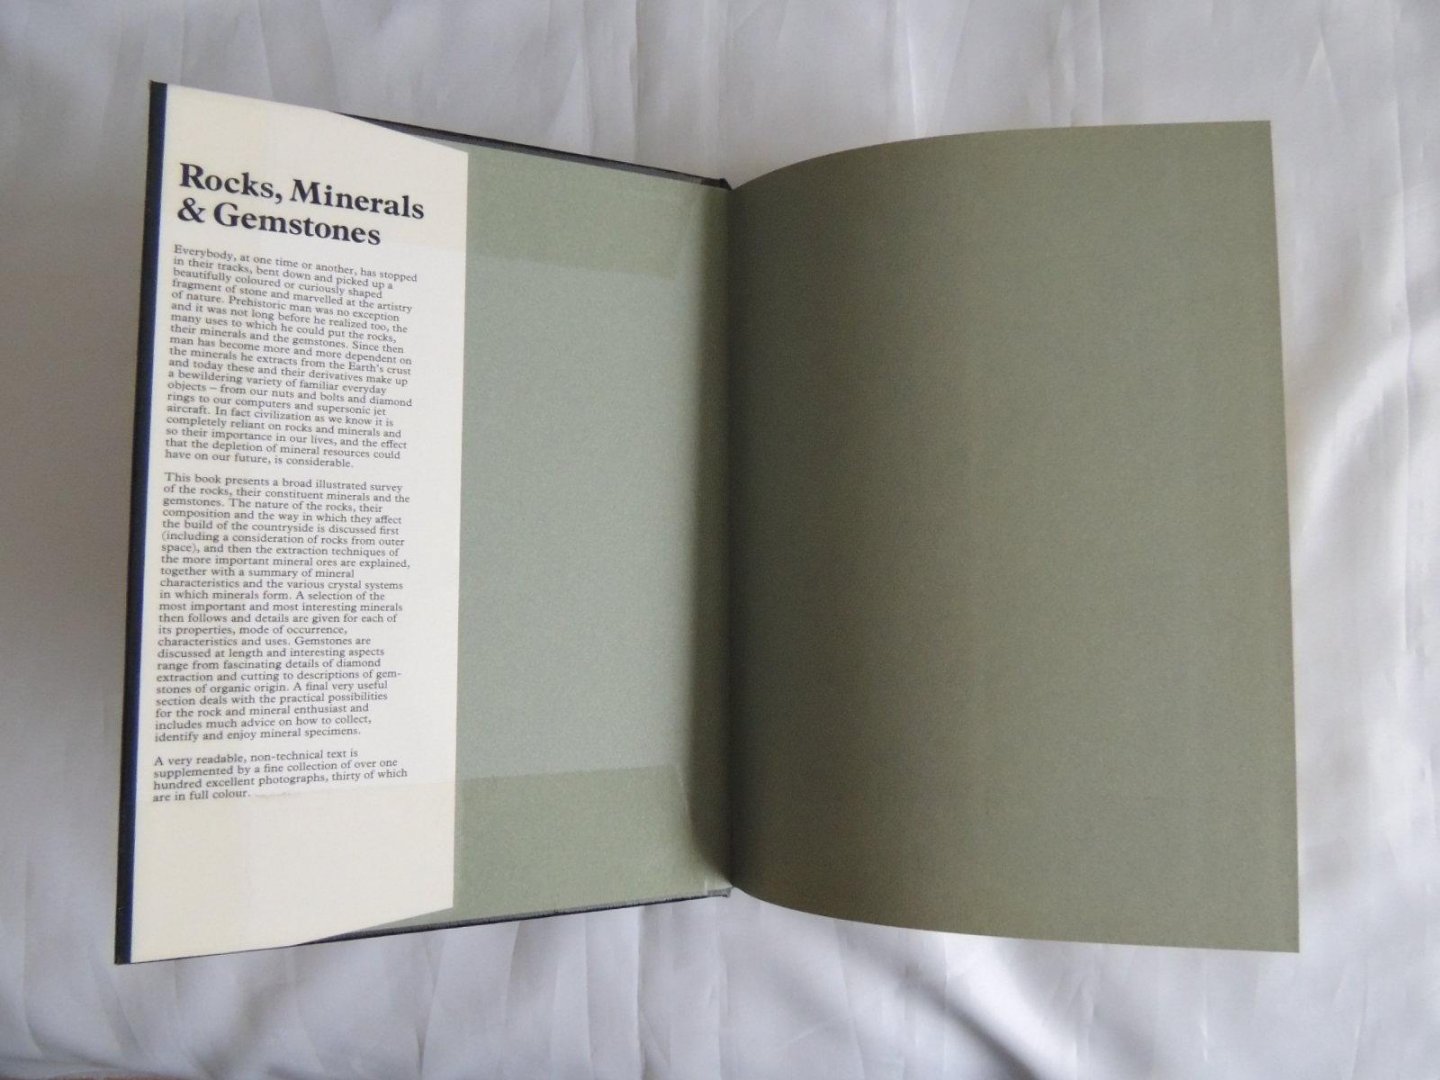 Rocks, Minerals
& Gemstones
Everybody, at one time or another, has stopped
in their tracks, bent down and picked up a
beautifully coloured or curiously shaped
fragment of stone and marvelled at the artistry
of nature. Prehistoric man was no exception
and it was not long before he realized too, the
many uses to which he could put the rocks,
their minerals and the gemstones. Since then
man has become more and more dependent on
the minerals he extracts from the Earth's crust
and today these and their derivatives make up
a bewildering variety of familiar everyday
objects – from our nuts and bolts and diamond
rings to our computers and supersonic jet
aircraft. In fact civilization as we know it is
completely reliant on rocks and minerals and
so their importance in our lives, and the effect
that the depletion of mineral resources could
have on our future, is considerable.
This book presents a broad illustrated survey
of the rocks, their constituent minerals and the
gemstones. The nature of the rocks, their
composition and the way in which they affect
the build of the countryside is discussed first
(including a consideration of rocks from outer
space), and then the extraction techniques of
the more important mineral ores are explained,
together with a summary of mineral
characteristics and the various crystal systems
in which minerals form. A selection of the
most important and most interesting minerals
then follows and details are given for each of
its properties, mode of occurrence,
characteristics and uses. Gemstones are
discussed at length and interesting aspects
range from fascinating details of diamond
extraction and cutting to descriptions of gem-
stones of organic origin. A final very useful
section deals with the practical possibilities
for the rock and mineral enthusiast and
includes much advice on how to collect,
identify and enjoy mineral specimens.
A very readable, non-technical text is
supplemented by a fine collection of over one
hundred excellent photographs, thirty of which
are in full colour.